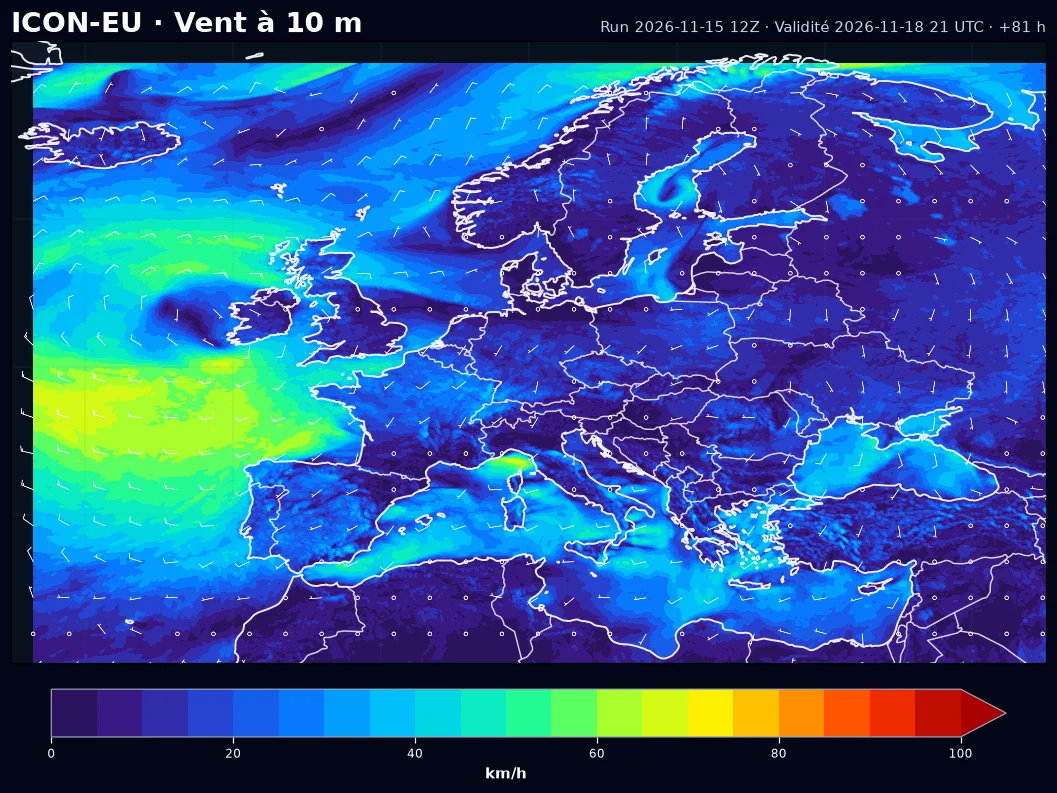 ICON-EU · Vent à 10 m
Run 2026-11-15 12Z · Validité 2026-11-18 21 UTC · +81 h
0 20 40 60 80 100
km/h